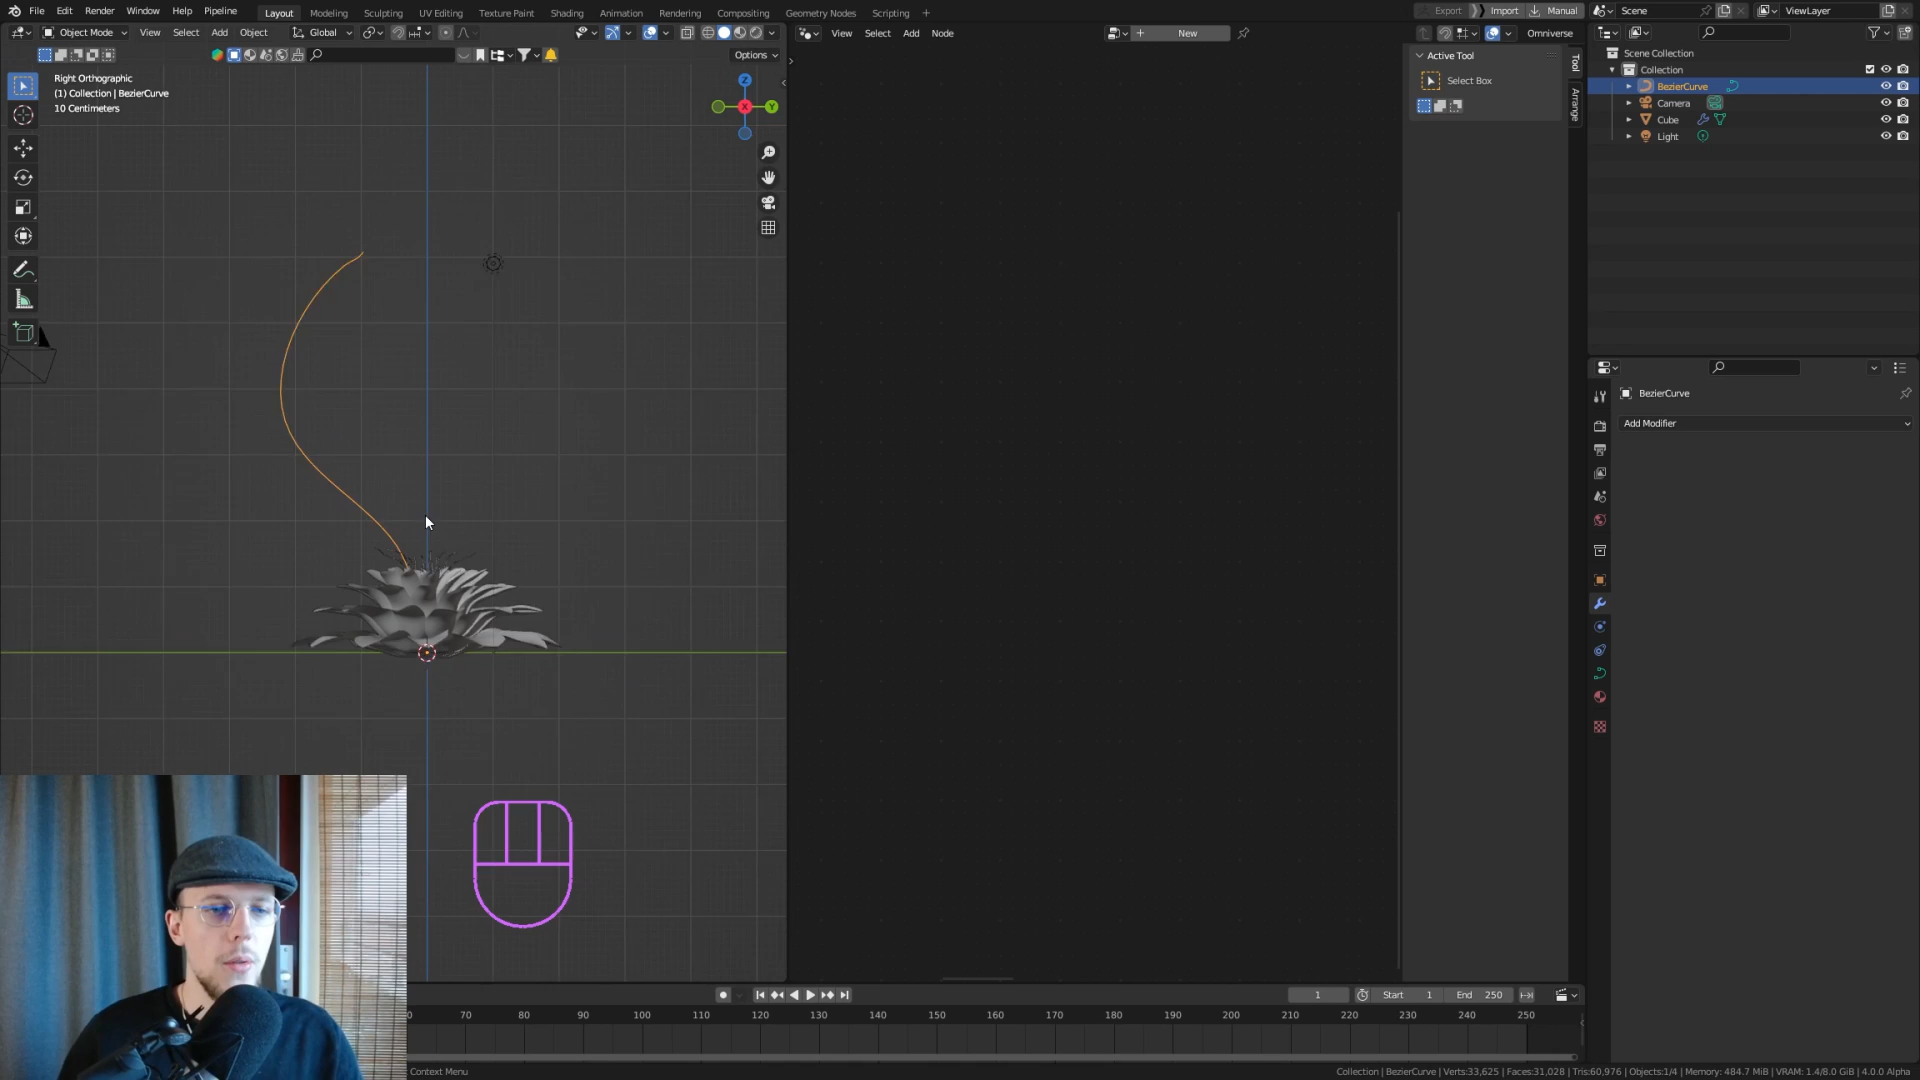 File Edit Render Window Help Pipeline Layout Modeling Sculpting UV Editing Texture Paint Shading Animation Rendering Compositing Geometry Nodes Scripting + Export Import Manual Scene ViewLayer
Object Mode View Select Add Object Global View Select Add Node New Omniverse
Options
Right Orthographic
(1) Collection | BezierCurve
10 Centimeters
Z
X
Y
Active Tool
Select Box
Tool
Arrange
Scene Collection
Collection
BezierCurve
Camera
Cube
Light
BezierCurve
Add Modifier
1 Start 1 End 250
70 80 90 100 110 120 130 140 150 160 170 180 190 200 210 220 230 240 250
Context Menu
Collection | BezierCurve | Verts:33,625 | Faces:31,028 | Tris:60,976 | Objects:1/4 | Memory: 484.7 MiB | VRAM: 1.4/8.0 GiB | 4.0.0 Alpha